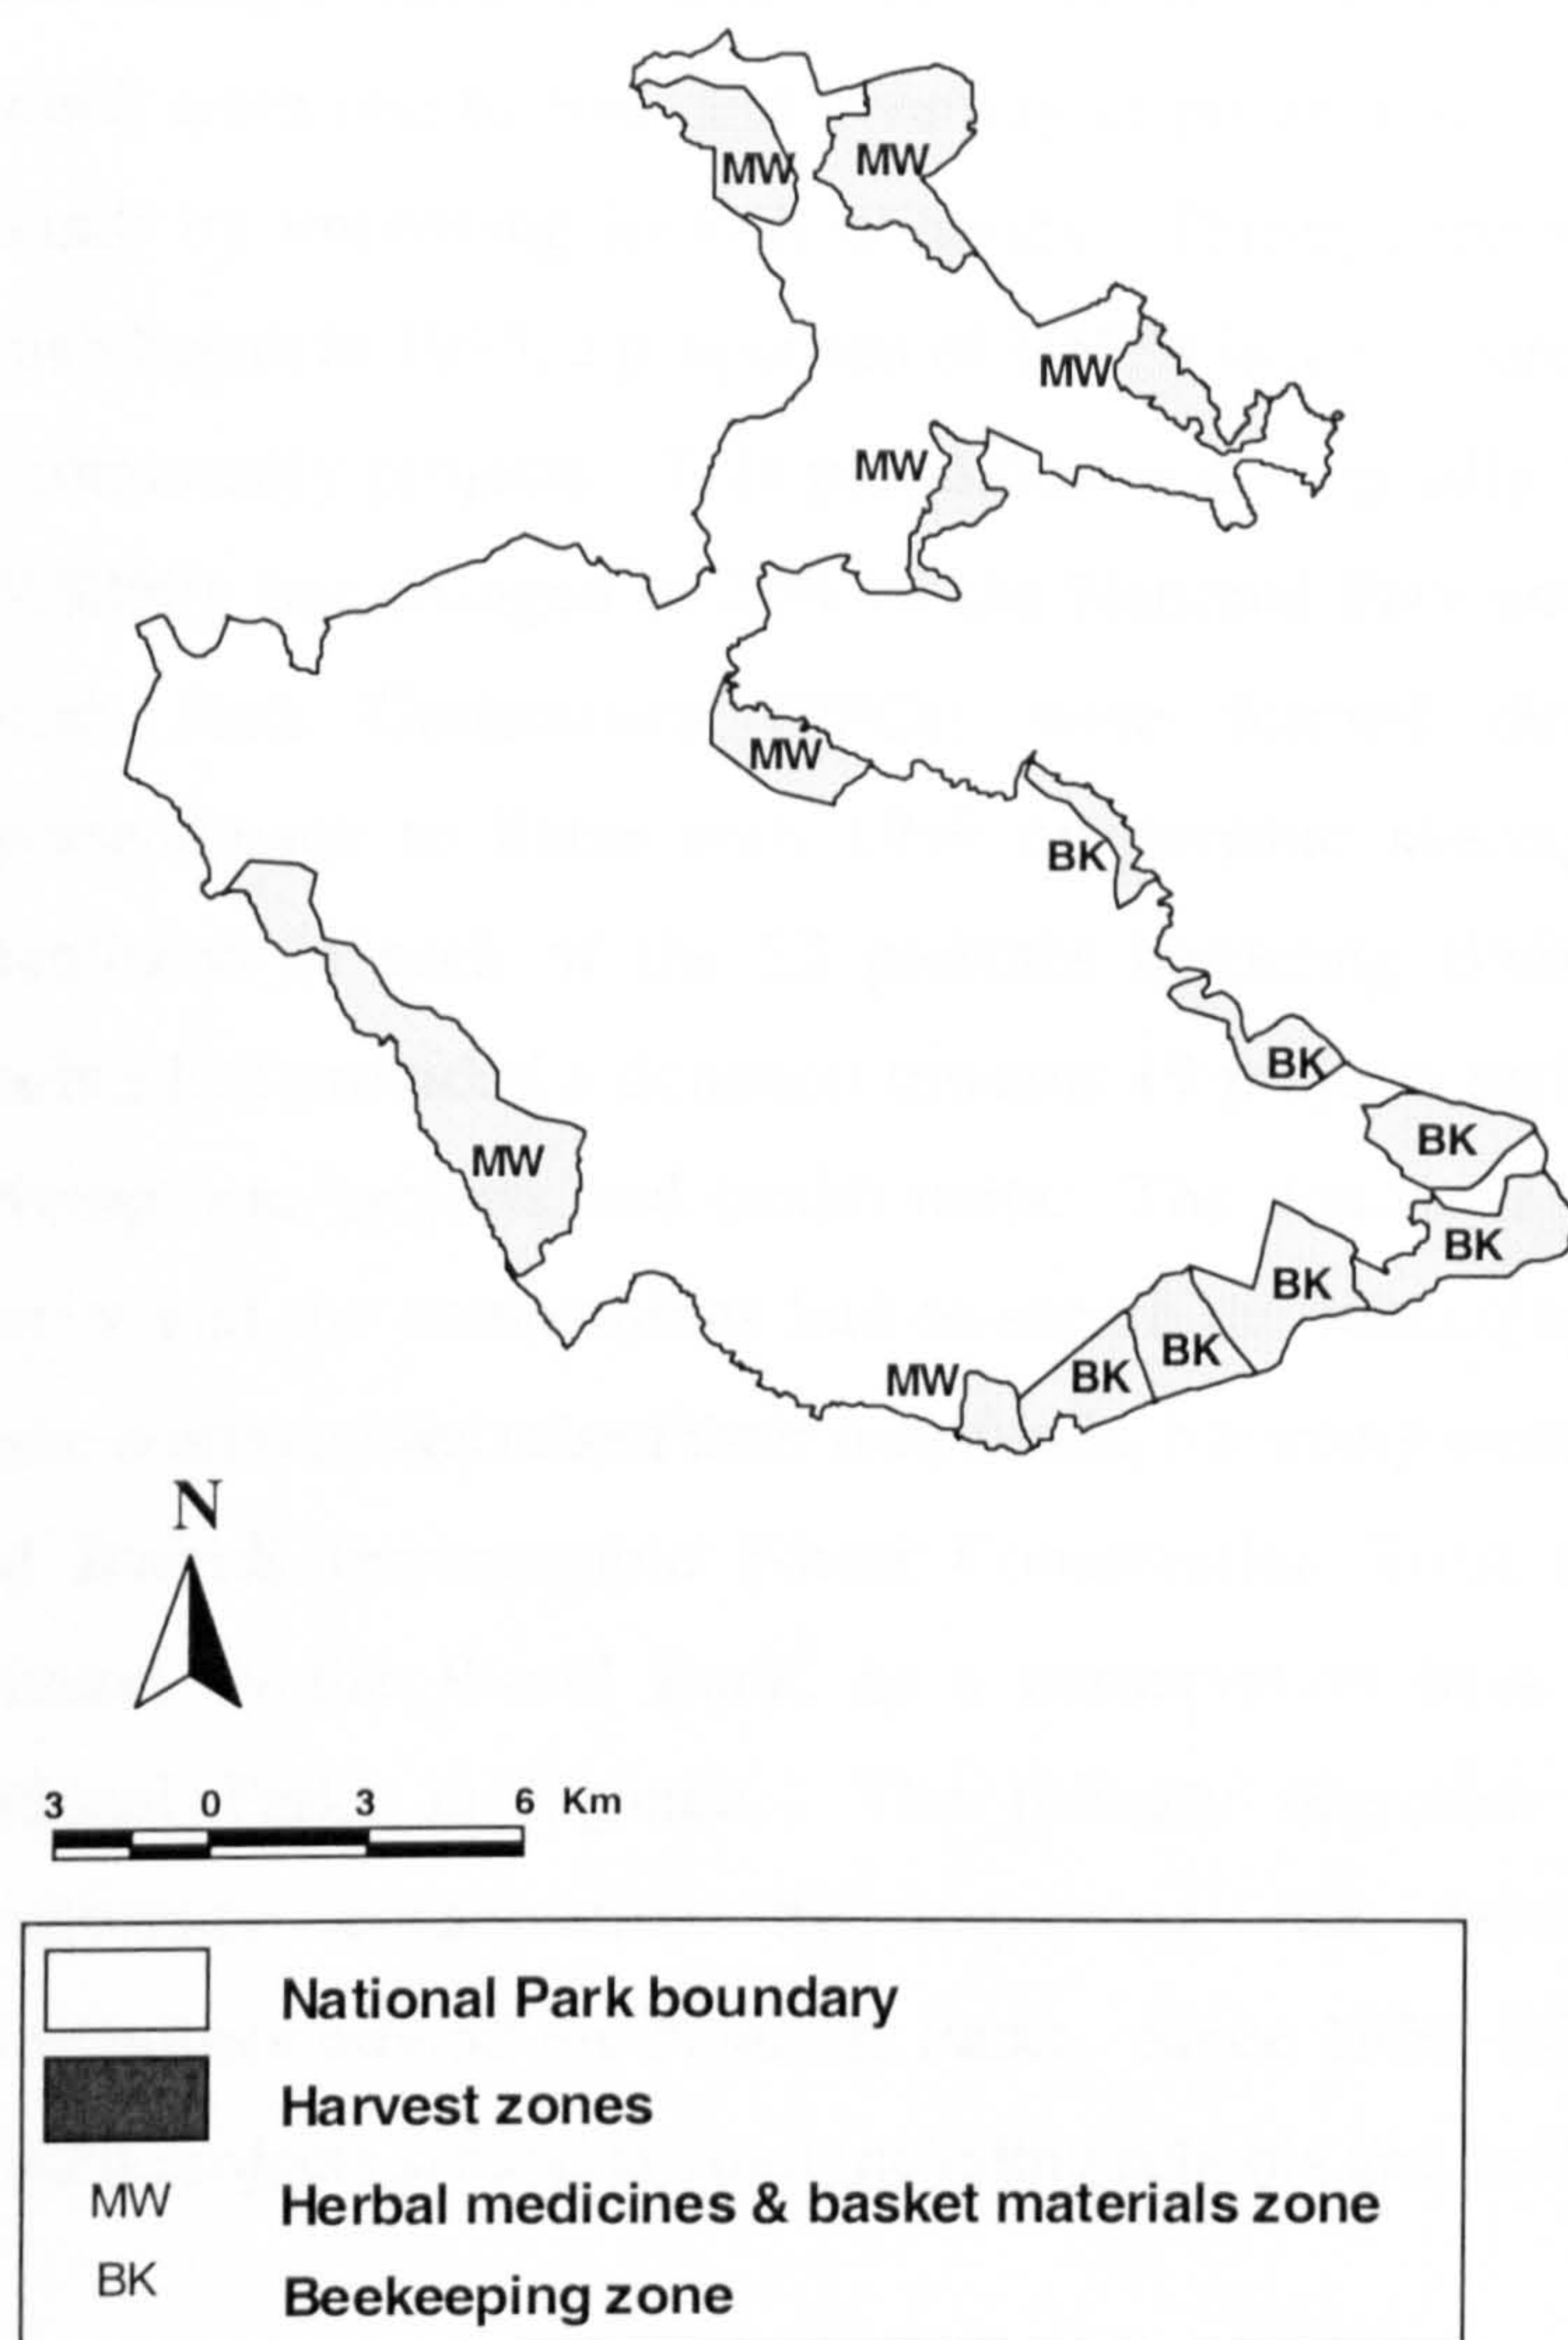 MW
MW
MW
MW
MW
BK
BK
BK
MW
BK
BK
BK
BK
MW
N
3 0 3 6 Km
National Park boundary
Harvest zones
MW Herbal medicines & basket materials zone
BK Beekeeping zone